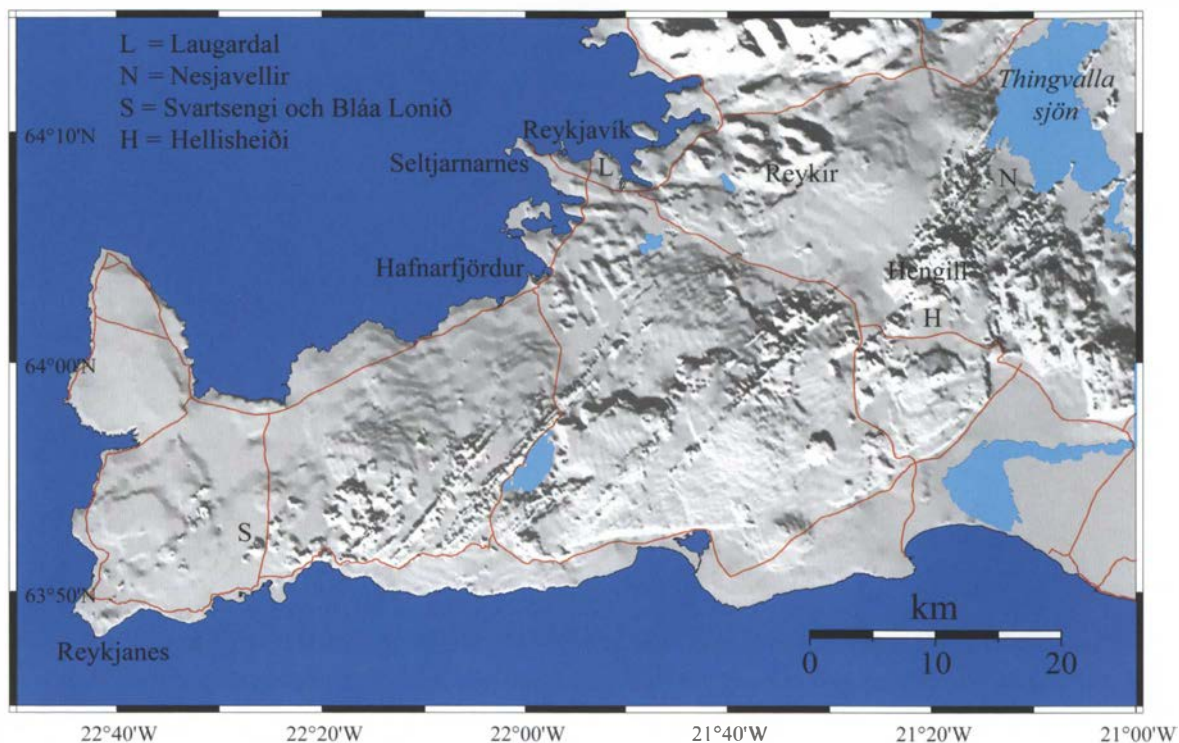 L = Laugardal
N = Nesjavellir
S = Svartsengi och Bláa Lonið
H = Hellisheiði
Thingvalla
sjön
64°10'N
Reykjavík
Seltjarnarnes
L
Reykir
N
Hafnarfjördur
Hengill
H
64°00'N
S
63°50'N
Reykjanes
km
0 10 20
22°40'W 22°20'W 22°00'W 21°40'W 21°20'W 21°00'W